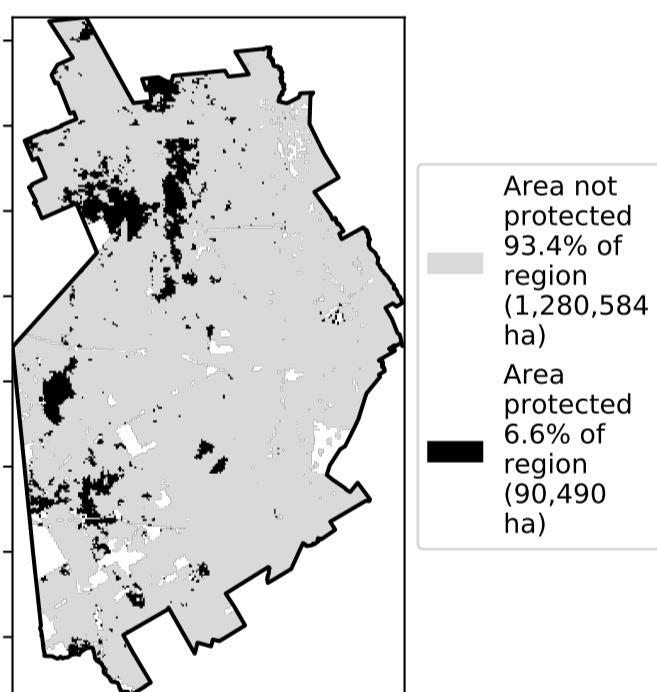 Area not
protected
93.4% of
region
(1,280,584
ha)
Area
protected
6.6% of
region
(90,490
ha)